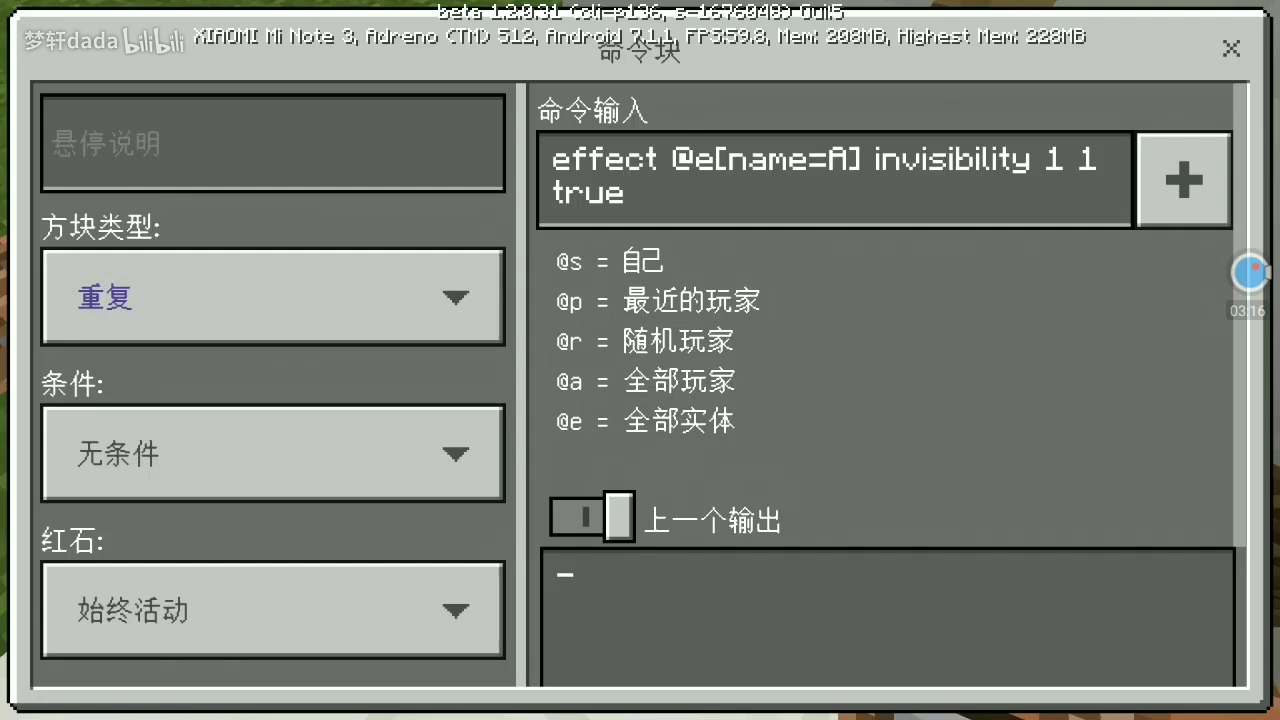 beta 1.2.0.31
XIAOMI Mi Note 3, Adreno (TM) 512, Android 7.1.1, FPS:59.8, Mem: 298MB, Highest Mem: 228MB
梦轩dada bilibili
命令块
悬停说明
方块类型:
重复
条件:
无条件
红石:
始终活动
命令输入
effect @e[name=A] invisibility 1 1
true
@s = 自己
@p = 最近的玩家
@r = 随机玩家
@a = 全部玩家
@e = 全部实体
上一个输出
-
03:16